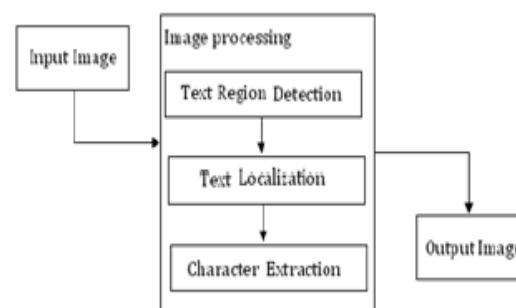 Input Image
Image processing
Text Region Detection
Text Localization
Character Extraction
Output Image